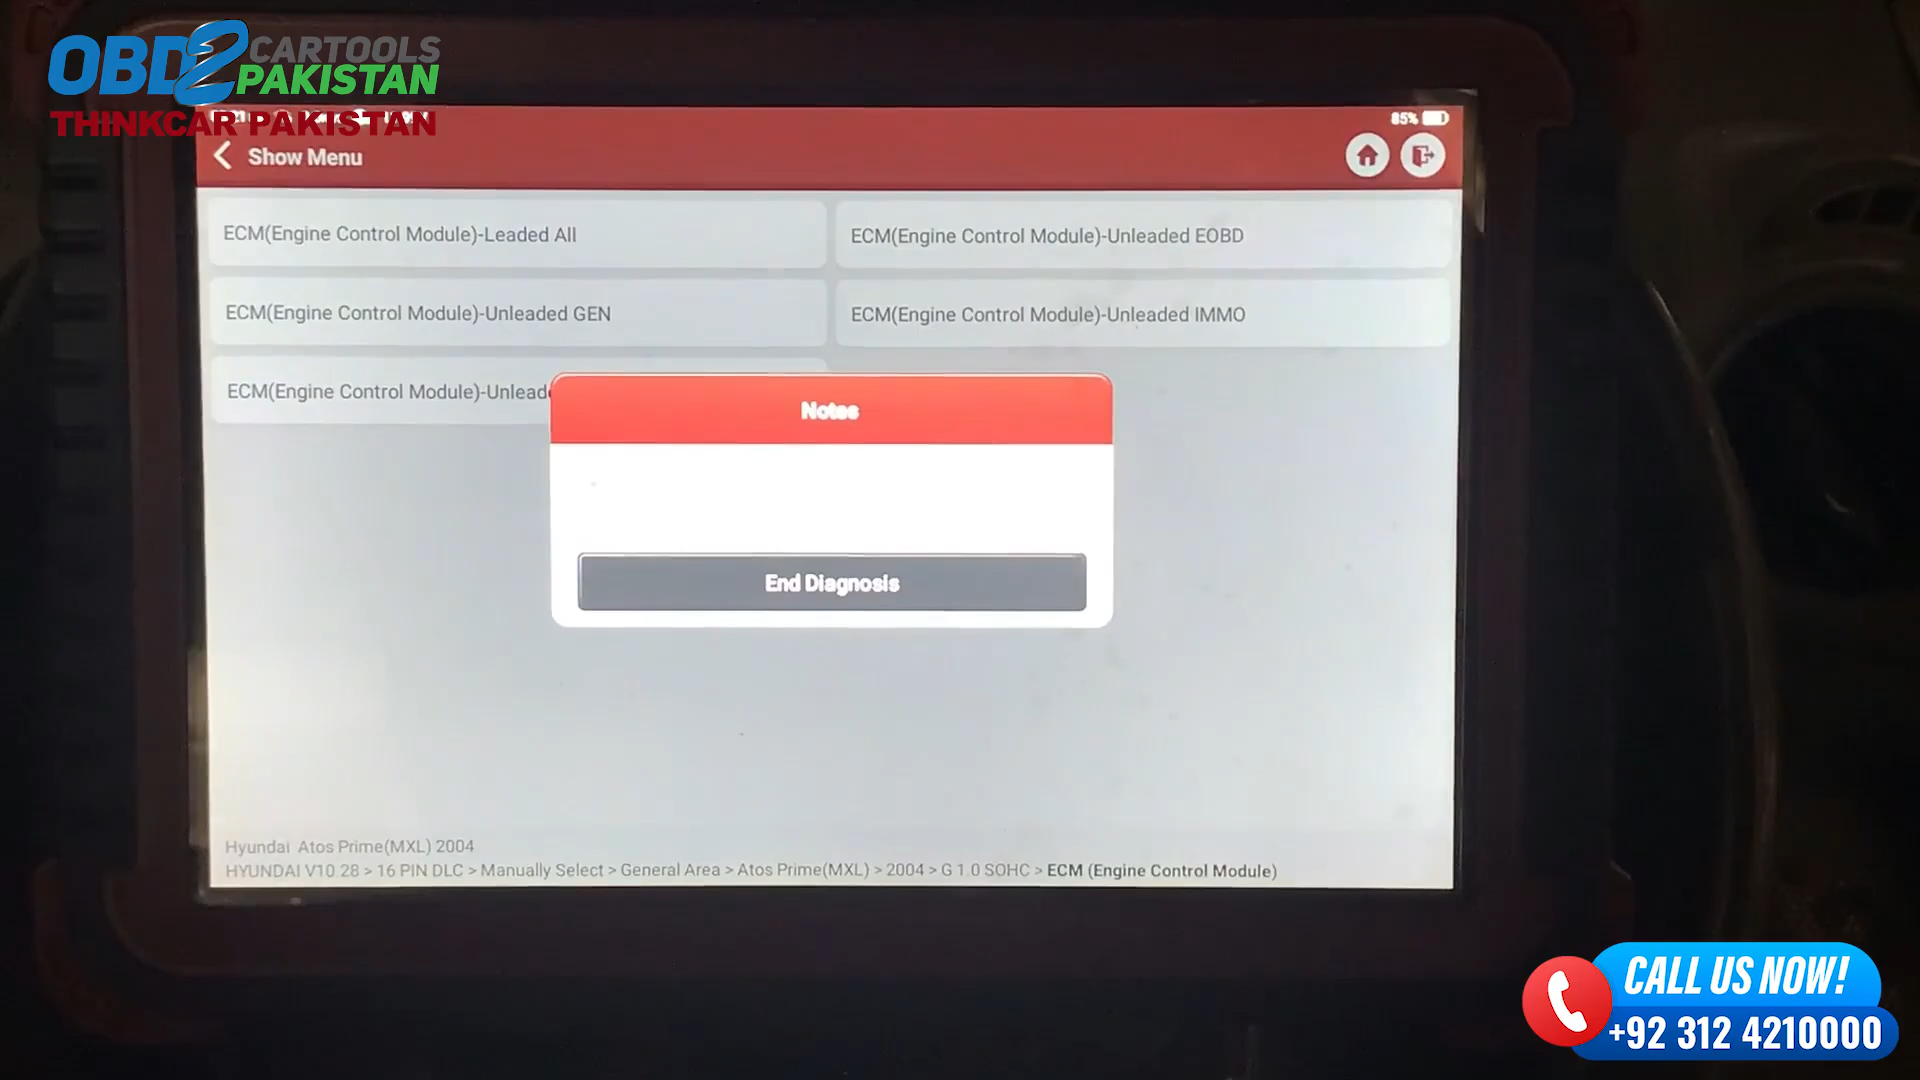 OBD2 CARTOOLS
PAKISTAN
THINKCAR PAKISTAN
85%
Show Menu
ECM(Engine Control Module)-Leaded All
ECM(Engine Control Module)-Unleaded EOBD
ECM(Engine Control Module)-Unleaded GEN
ECM(Engine Control Module)-Unleaded IMMO
ECM(Engine Control Module)-Unlead
Notes
End Diagnosis
Hyundai Atos Prime(MXL) 2004
HYUNDAI V10 28 > 16 PIN DLC > Manually Select > General Area > Atos Prime(MXL) > 2004 > G 1.0 SOHC > ECM (Engine Control Module)
CALL US NOW!
+92 312 4210000